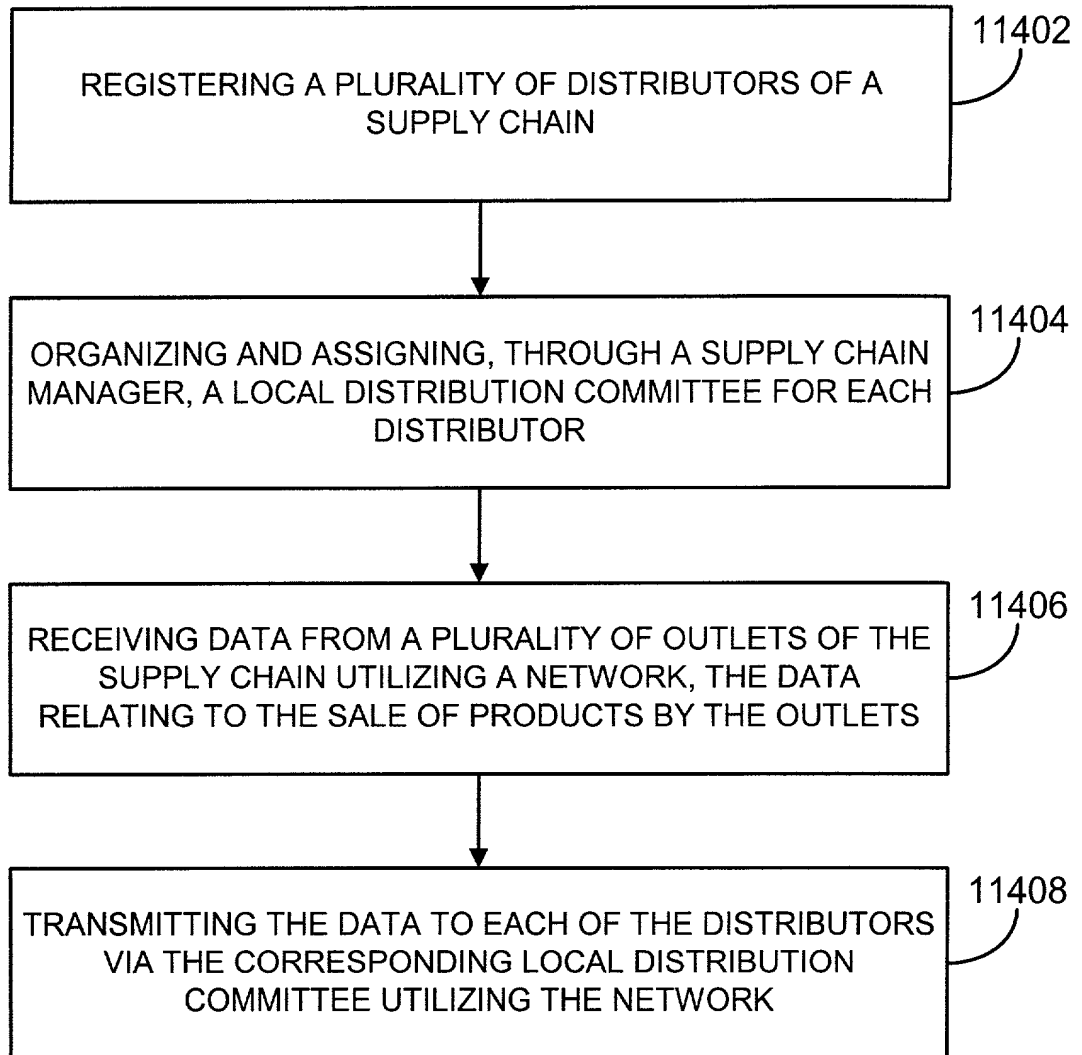 11402
REGISTERING A PLURALITY OF DISTRIBUTORS OF A
SUPPLY CHAIN
11404
ORGANIZING AND ASSIGNING, THROUGH A SUPPLY CHAIN
MANAGER, A LOCAL DISTRIBUTION COMMITTEE FOR EACH
DISTRIBUTOR
11406
RECEIVING DATA FROM A PLURALITY OF OUTLETS OF THE
SUPPLY CHAIN UTILIZING A NETWORK, THE DATA
RELATING TO THE SALE OF PRODUCTS BY THE OUTLETS
11408
TRANSMITTING THE DATA TO EACH OF THE DISTRIBUTORS
VIA THE CORRESPONDING LOCAL DISTRIBUTION
COMMITTEE UTILIZING THE NETWORK